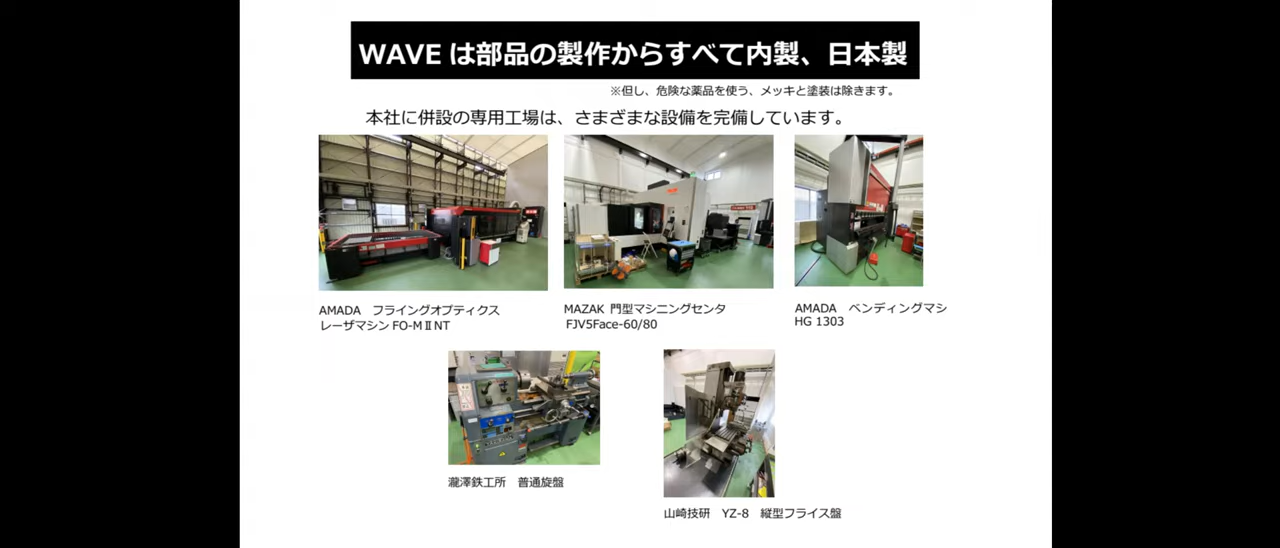 WAVE は部品の製作からすべて内製、日本製
※但し、危険な薬品を使う、メッキと塗装は除きます。
本社に併設の専用工場は、さまざまな設備を完備しています。
AMADA フライングオプティクス
レーザマシン FO-MⅡNT
MAZAK 門型マシニングセンタ
FJV5Face-60/80
AMADA ベンディングマシ
HG 1303
瀧澤鉄工所 普通旋盤
山崎技研 YZ-8 縦型フライス盤